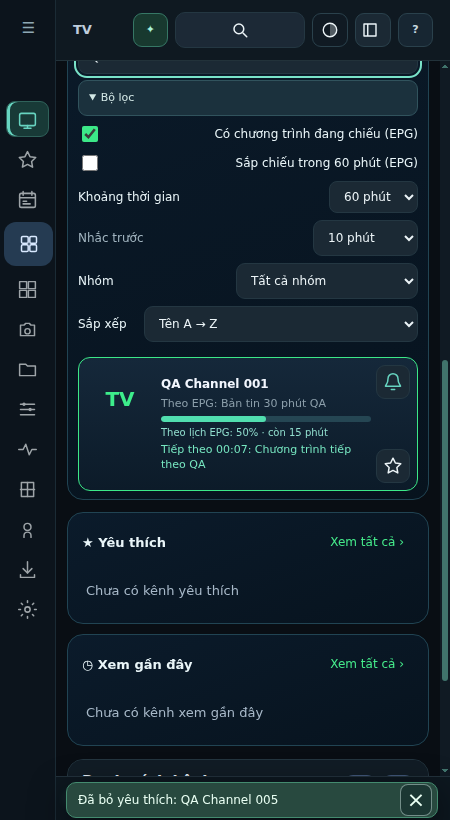 TV
?
Bộ lọc
Có chương trình đang chiếu (EPG)
Sắp chiếu trong 60 phút (EPG)
Khoảng thời gian
60 phút
Nhắc trước
10 phút
Nhóm
Tất cả nhóm
Sắp xếp
Tên A → Z
TV
QA Channel 001
Theo EPG: Bản tin 30 phút QA
Theo lịch EPG: 50% · còn 15 phút
Tiếp theo 00:07: Chương trình tiếp
theo QA
★ Yêu thích
Xem tất cả ›
Chưa có kênh yêu thích
Xem gần đây
Xem tất cả ›
Chưa có kênh xem gần đây
Đã bỏ yêu thích: QA Channel 005